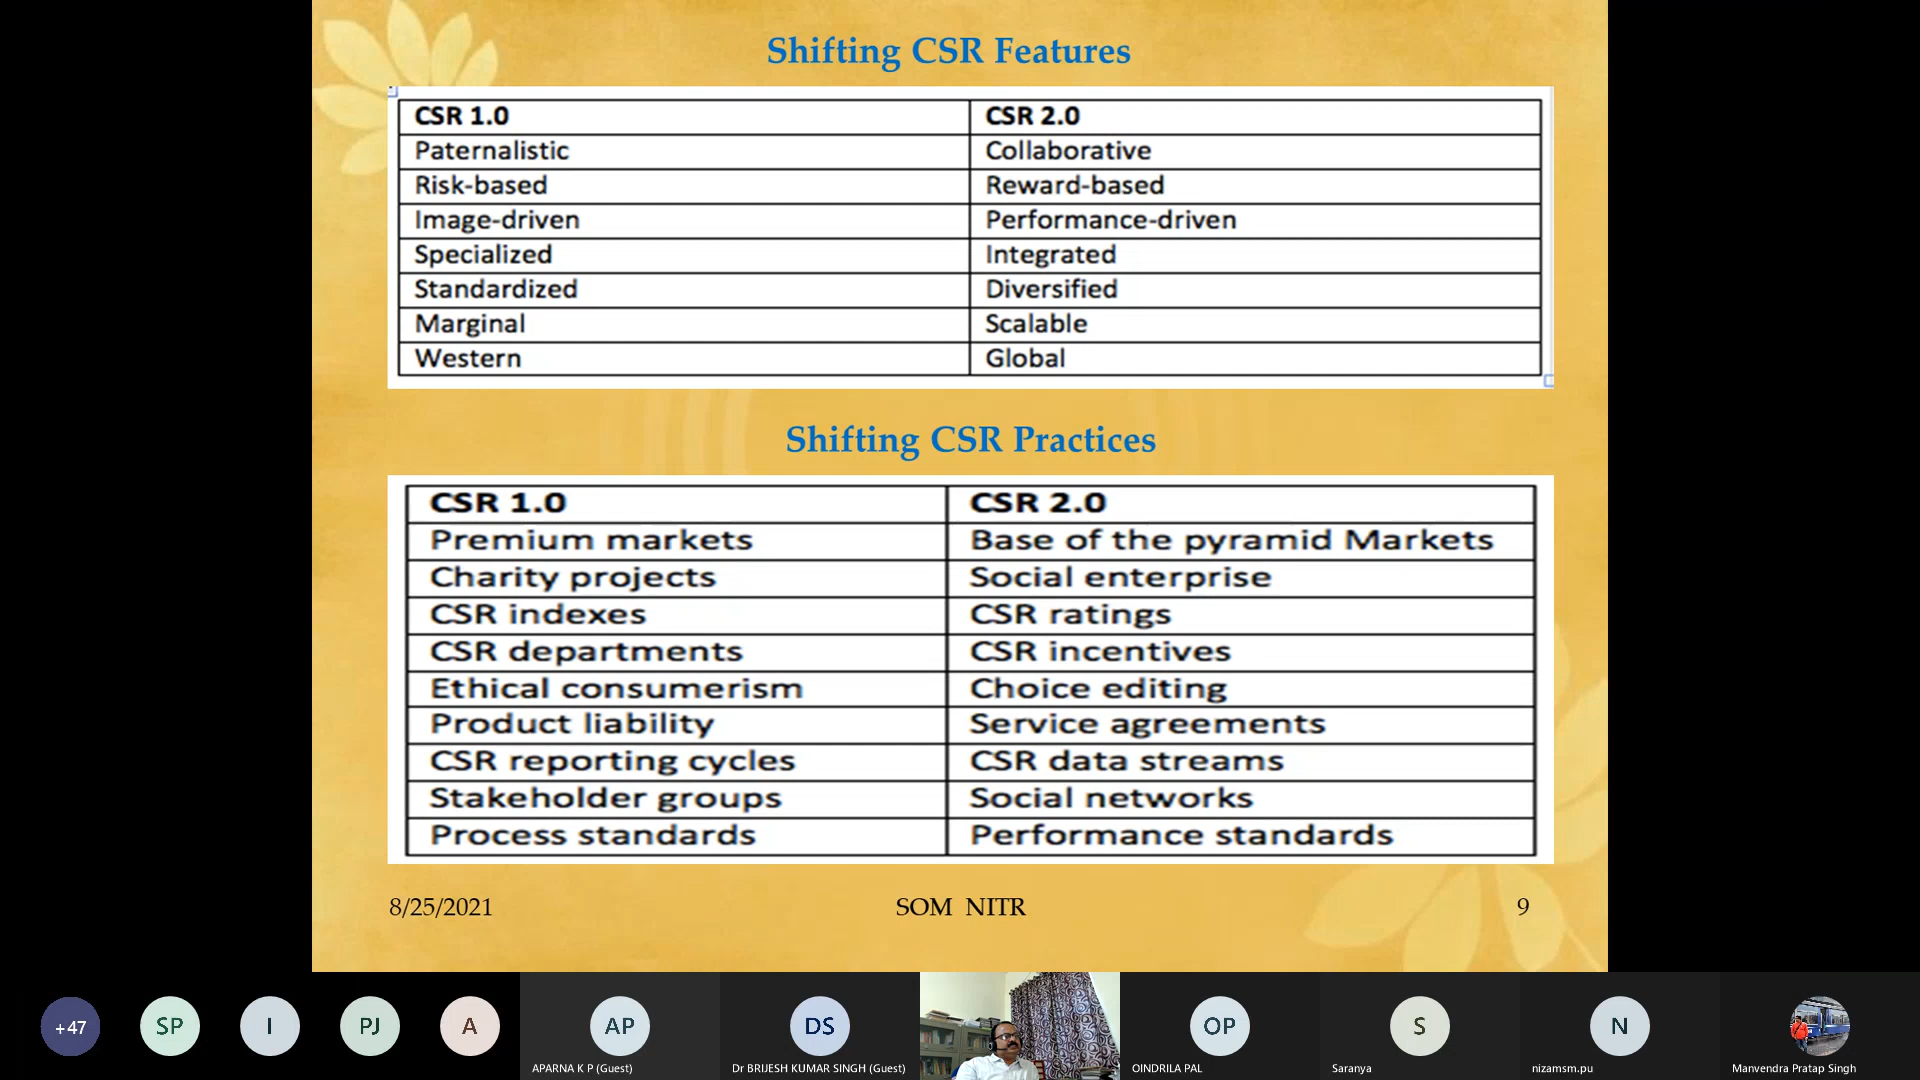 Shifting CSR Features
CSR 1.0 CSR 2.0
Paternalistic Collaborative
Risk-based Reward-based
Image-driven Performance-driven
Specialized Integrated
Standardized Diversified
Marginal Scalable
Western Global
Shifting CSR Practices
CSR 1.0 CSR 2.0
Premium markets Base of the pyramid Markets
Charity projects Social enterprise
CSR indexes CSR ratings
CSR departments CSR incentives
Ethical consumerism Choice editing
Product liability Service agreements
CSR reporting cycles CSR data streams
Stakeholder groups Social networks
Process standards Performance standards
8/25/2021 SOM NITR 9
+47 SP I PJ A AP DS OP S N
APARNA K P (Guest) Dr BRIJESH KUMAR SINGH (Guest) OINDRILA PAL Saranya nizamsm.pu Manvendra Pratap Singh